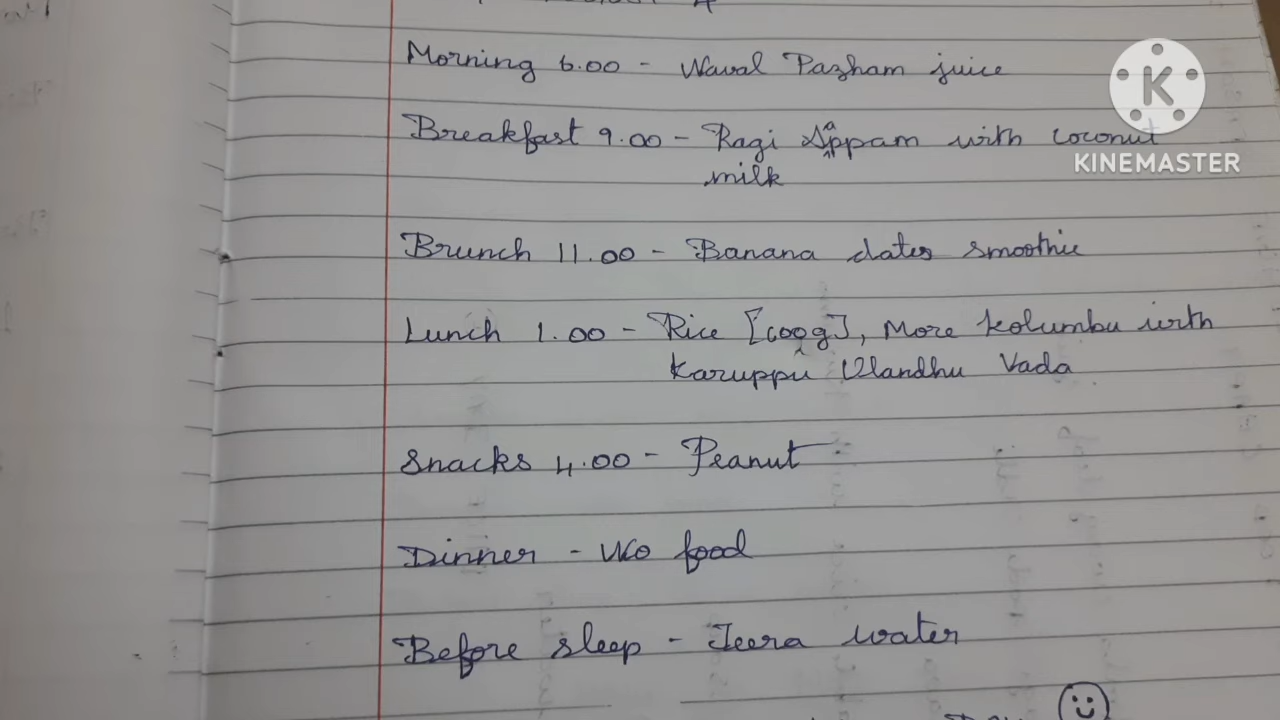 4
Morning 6.00 - Naval Pazham juice
Breakfast 9.00 - Ragi Aappam with coconut
milk
Brunch 11.00 - Banana dates smoothie
Lunch 1.00 - Rice [100g], More kolumbu with
Karuppu Ulandhu Vada
Snacks 4.00 - Peanut
Dinner - No food
Before sleep - Jeera water
K
KINEMASTER